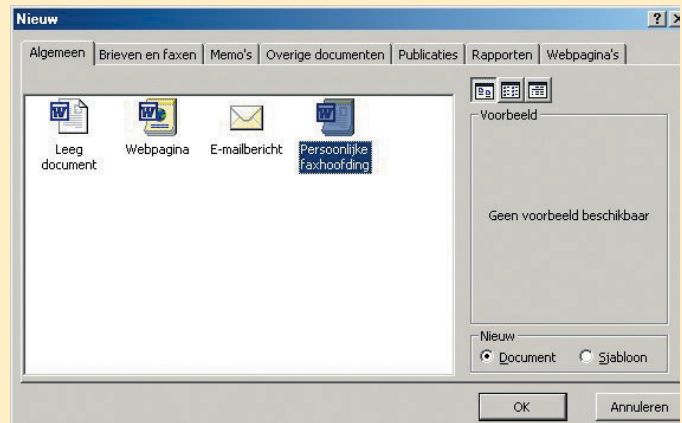 Nieuw
Algemeen Brieven en faxen Memo's Overige documenten Publicaties Rapporten Webpagina's
Leeg document
Webpagina
E-mailbericht
Persoonlijke faxhoofding
Voorbeeld
Geen voorbeeld beschikbaar
Nieuw
Document Sjabloon
OK Annuleren